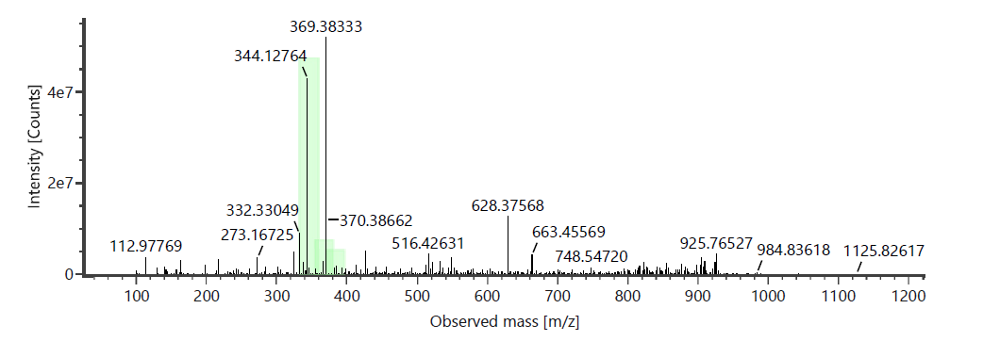 369.38333
344.12764
4e7
Intensity [Counts]
2e7
628.37568
332.33049
370.38662
273.16725
663.45569
112.97769
516.42631
925.76527
984.83618
1125.82617
748.54720
0
100 200 300 400 500 600 700 800 900 1000 1100 1200
Observed mass [m/z]